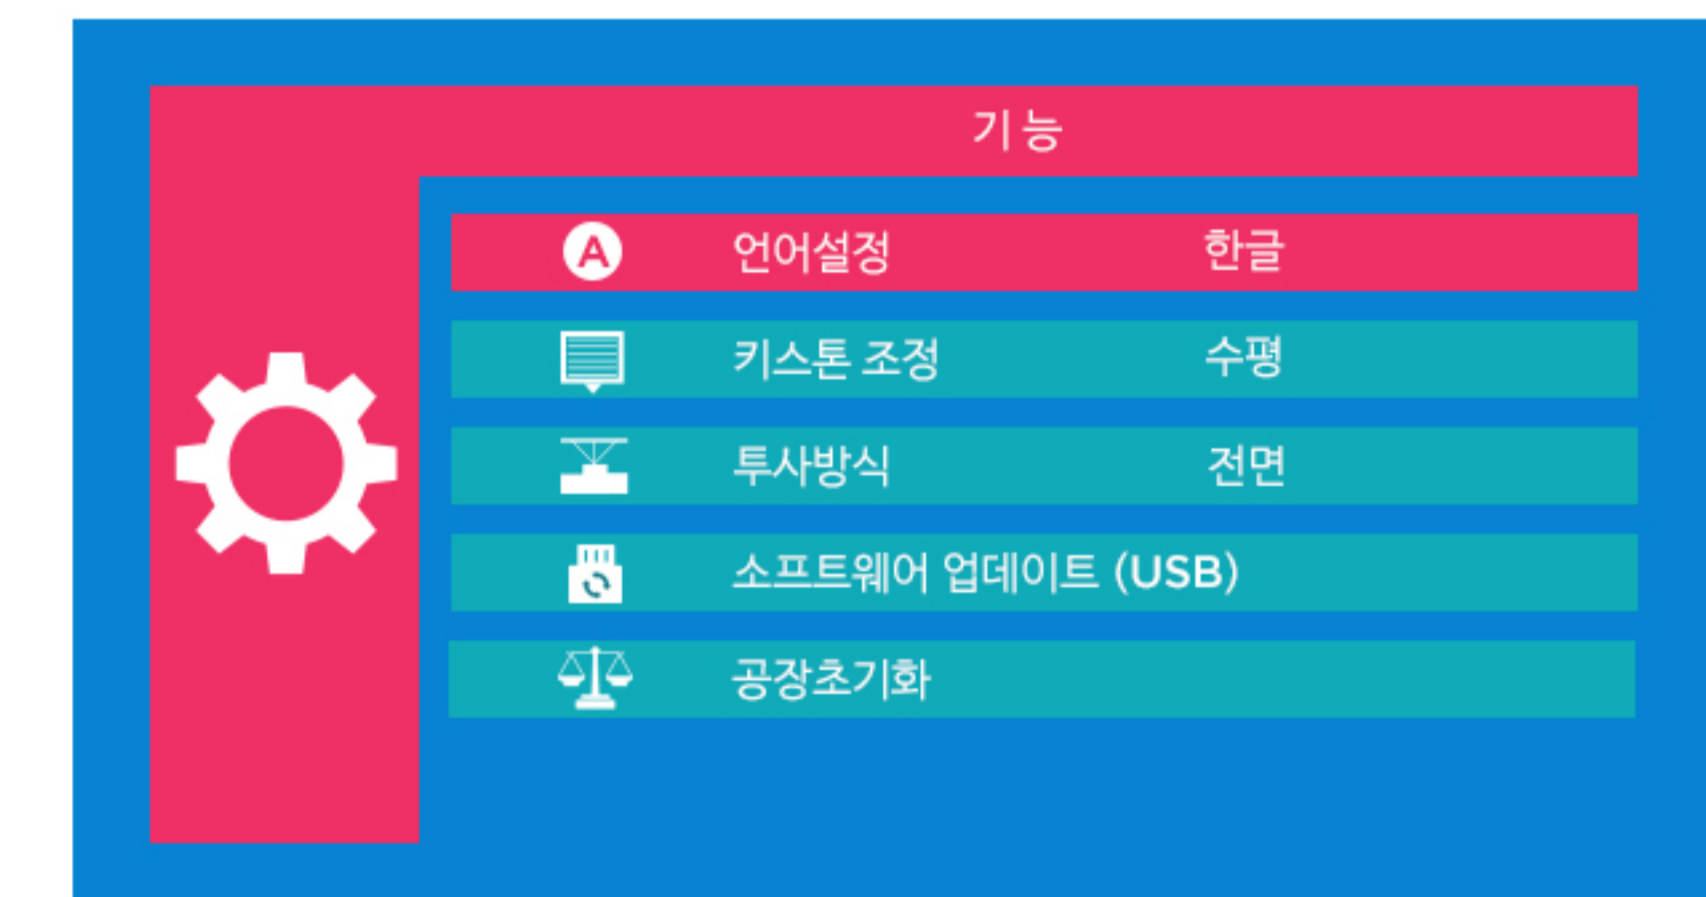 기능
A 언어설정 한글
키스톤 조정 수평
투사방식 전면
소프트웨어 업데이트 (USB)
공장초기화